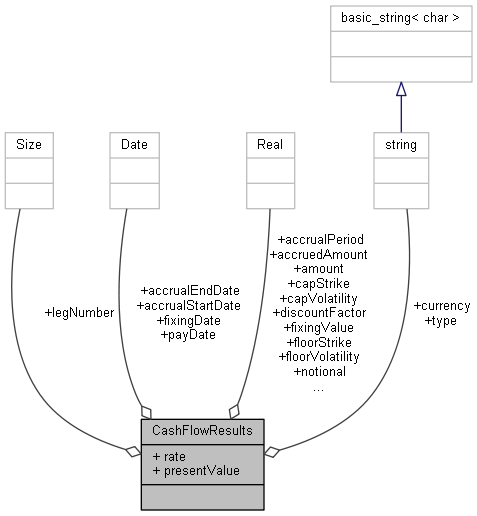 basic_string< char >
Size
Date
Real
string
+legNumber
+accrualEndDate
+accrualStartDate
+fixingDate
+payDate
+accrualPeriod
+accruedAmount
+amount
+capStrike
+capVolatility
+discountFactor
+fixingValue
+floorStrike
+floorVolatility
+notional
...
+currency
+type
CashFlowResults
+ rate
+ presentValue